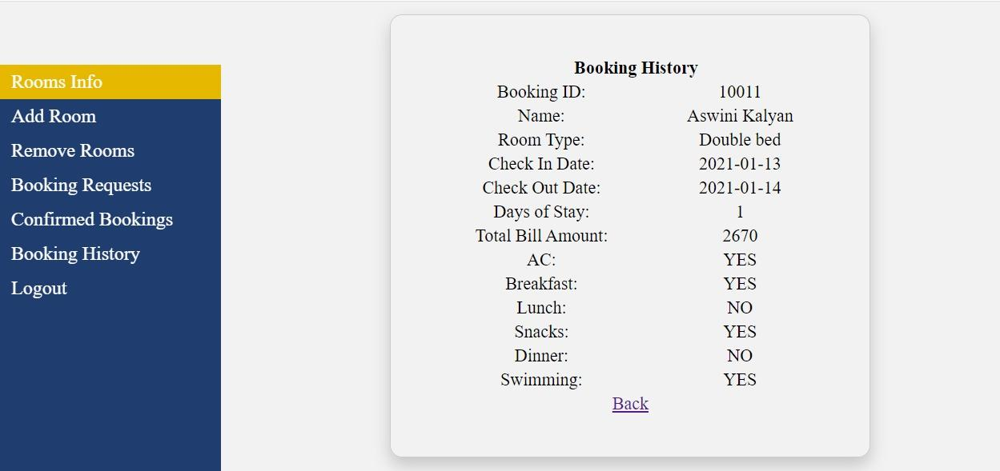 Rooms Info
Add Room
Remove Rooms
Booking Requests
Confirmed Bookings
Booking History
Logout
Booking History
Booking ID: 10011
Name: Aswini Kalyan
Room Type: Double bed
Check In Date: 2021-01-13
Check Out Date: 2021-01-14
Days of Stay: 1
Total Bill Amount: 2670
AC: YES
Breakfast: YES
Lunch: NO
Snacks: YES
Dinner: NO
Swimming: YES
Back